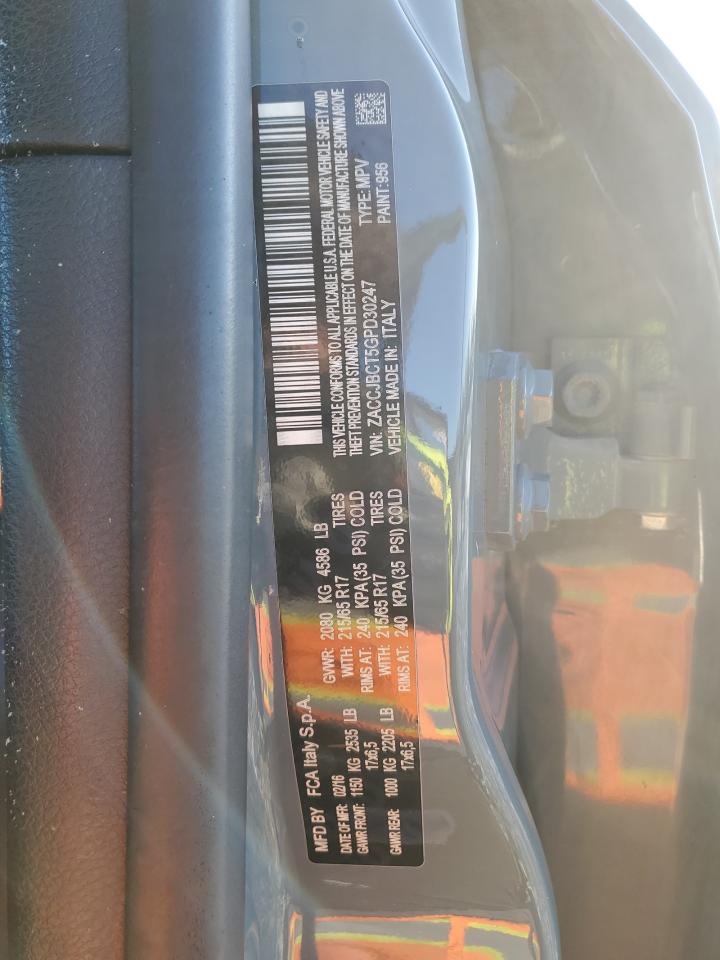 MFD BY FCA Italy S.p.A.
DATE OF MFR: 02/16 GVWR: 2080 KG 4586 LB
GAWR FRONT: 1150 KG 2535 LB WITH: 215/65 R17 TIRES
17x6,5 RIMS AT: 240 KPA(35 PSI) COLD
GAWR REAR: 1000 KG 2205 LB WITH: 215/65 R17 TIRES
17x6,5 RIMS AT: 240 KPA(35 PSI) COLD
THIS VEHICLE CONFORMS TO ALL APPLICABLE U.S.A. FEDERAL MOTOR VEHICLE SAFETY AND
THEFT PREVENTION STANDARDS IN EFFECT ON THE DATE OF MANUFACTURE SHOWN ABOVE
VIN: ZACCJBCT5GPD30247 TYPE: MPV
VEHICLE MADE IN: ITALY PAINT:956